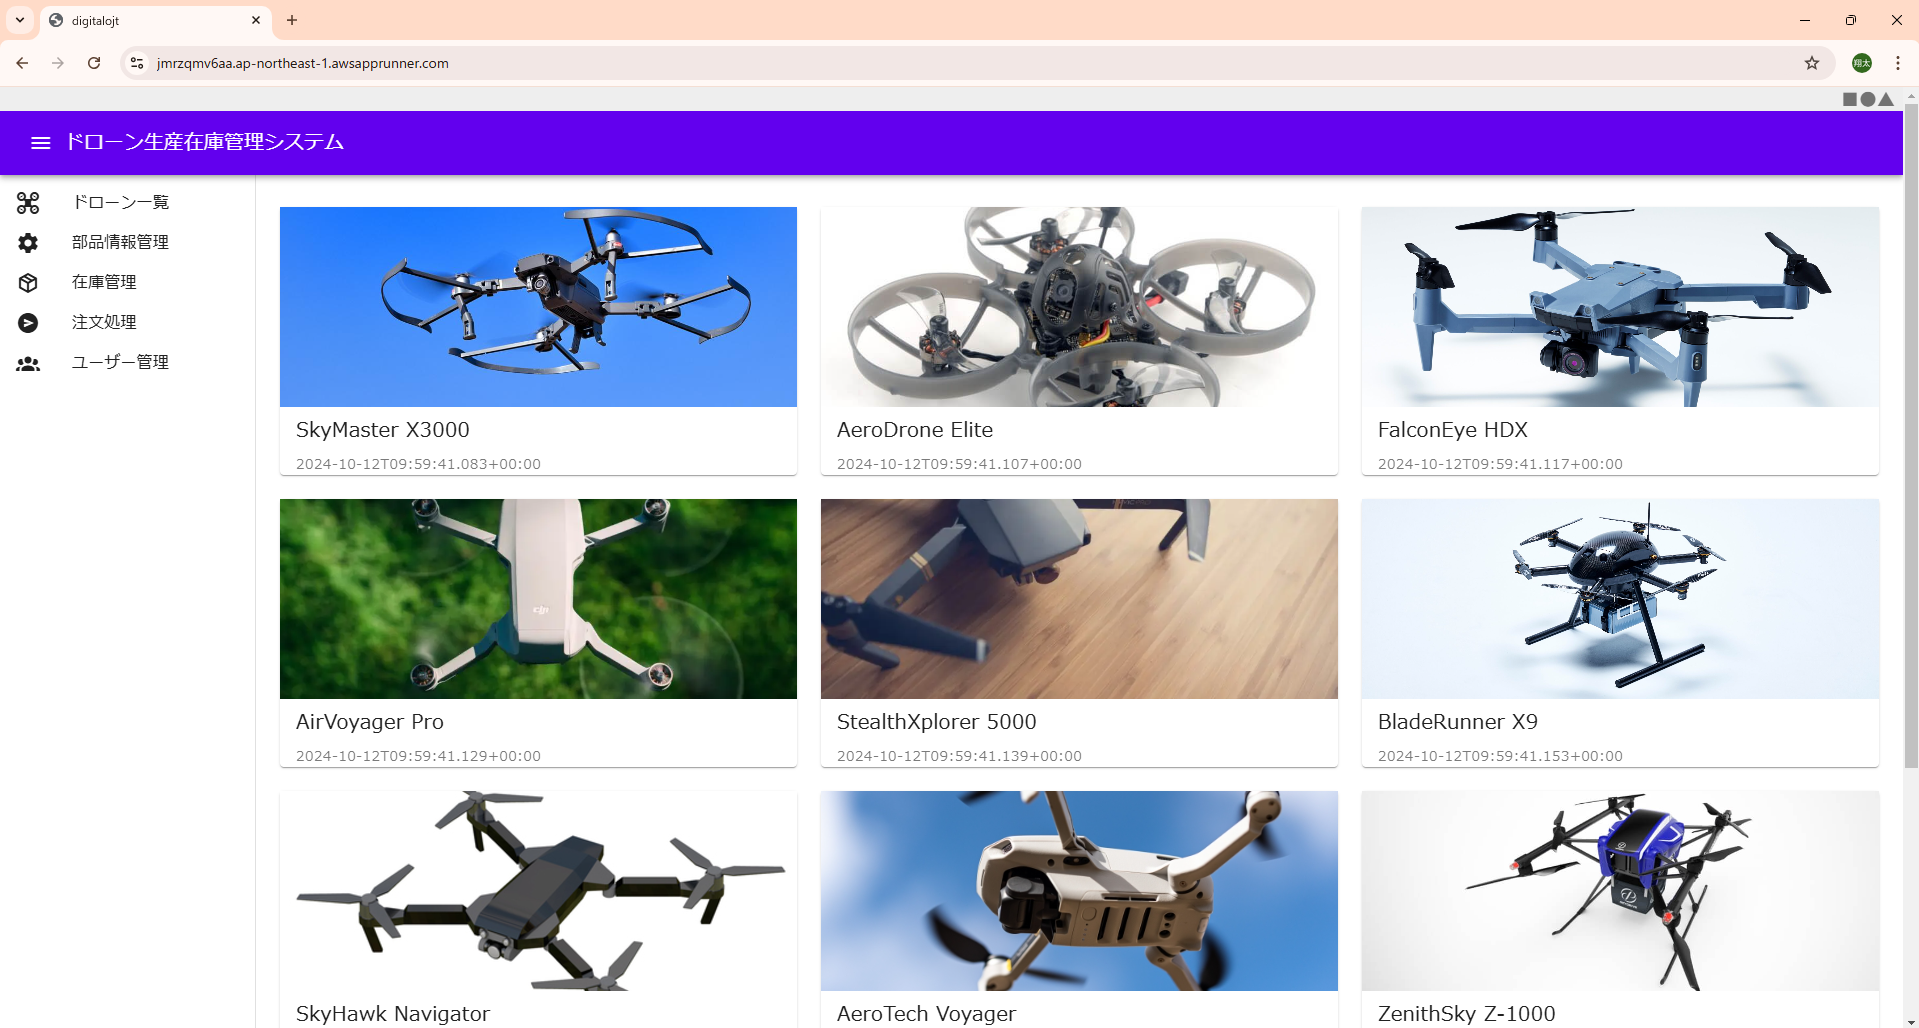 digitalojt
jmrzqmv6aa.ap-northeast-1.awsapprunner.com
翔太
ドローン生産在庫管理システム
ドローン一覧
部品情報管理
在庫管理
注文処理
ユーザー管理
SkyMaster X3000
2024-10-12T09:59:41.083+00:00
AeroDrone Elite
2024-10-12T09:59:41.107+00:00
FalconEye HDX
2024-10-12T09:59:41.117+00:00
dji
AirVoyager Pro
2024-10-12T09:59:41.129+00:00
StealthXplorer 5000
2024-10-12T09:59:41.139+00:00
BladeRunner X9
2024-10-12T09:59:41.153+00:00
SkyHawk Navigator
AeroTech Voyager
ZenithSky Z-1000